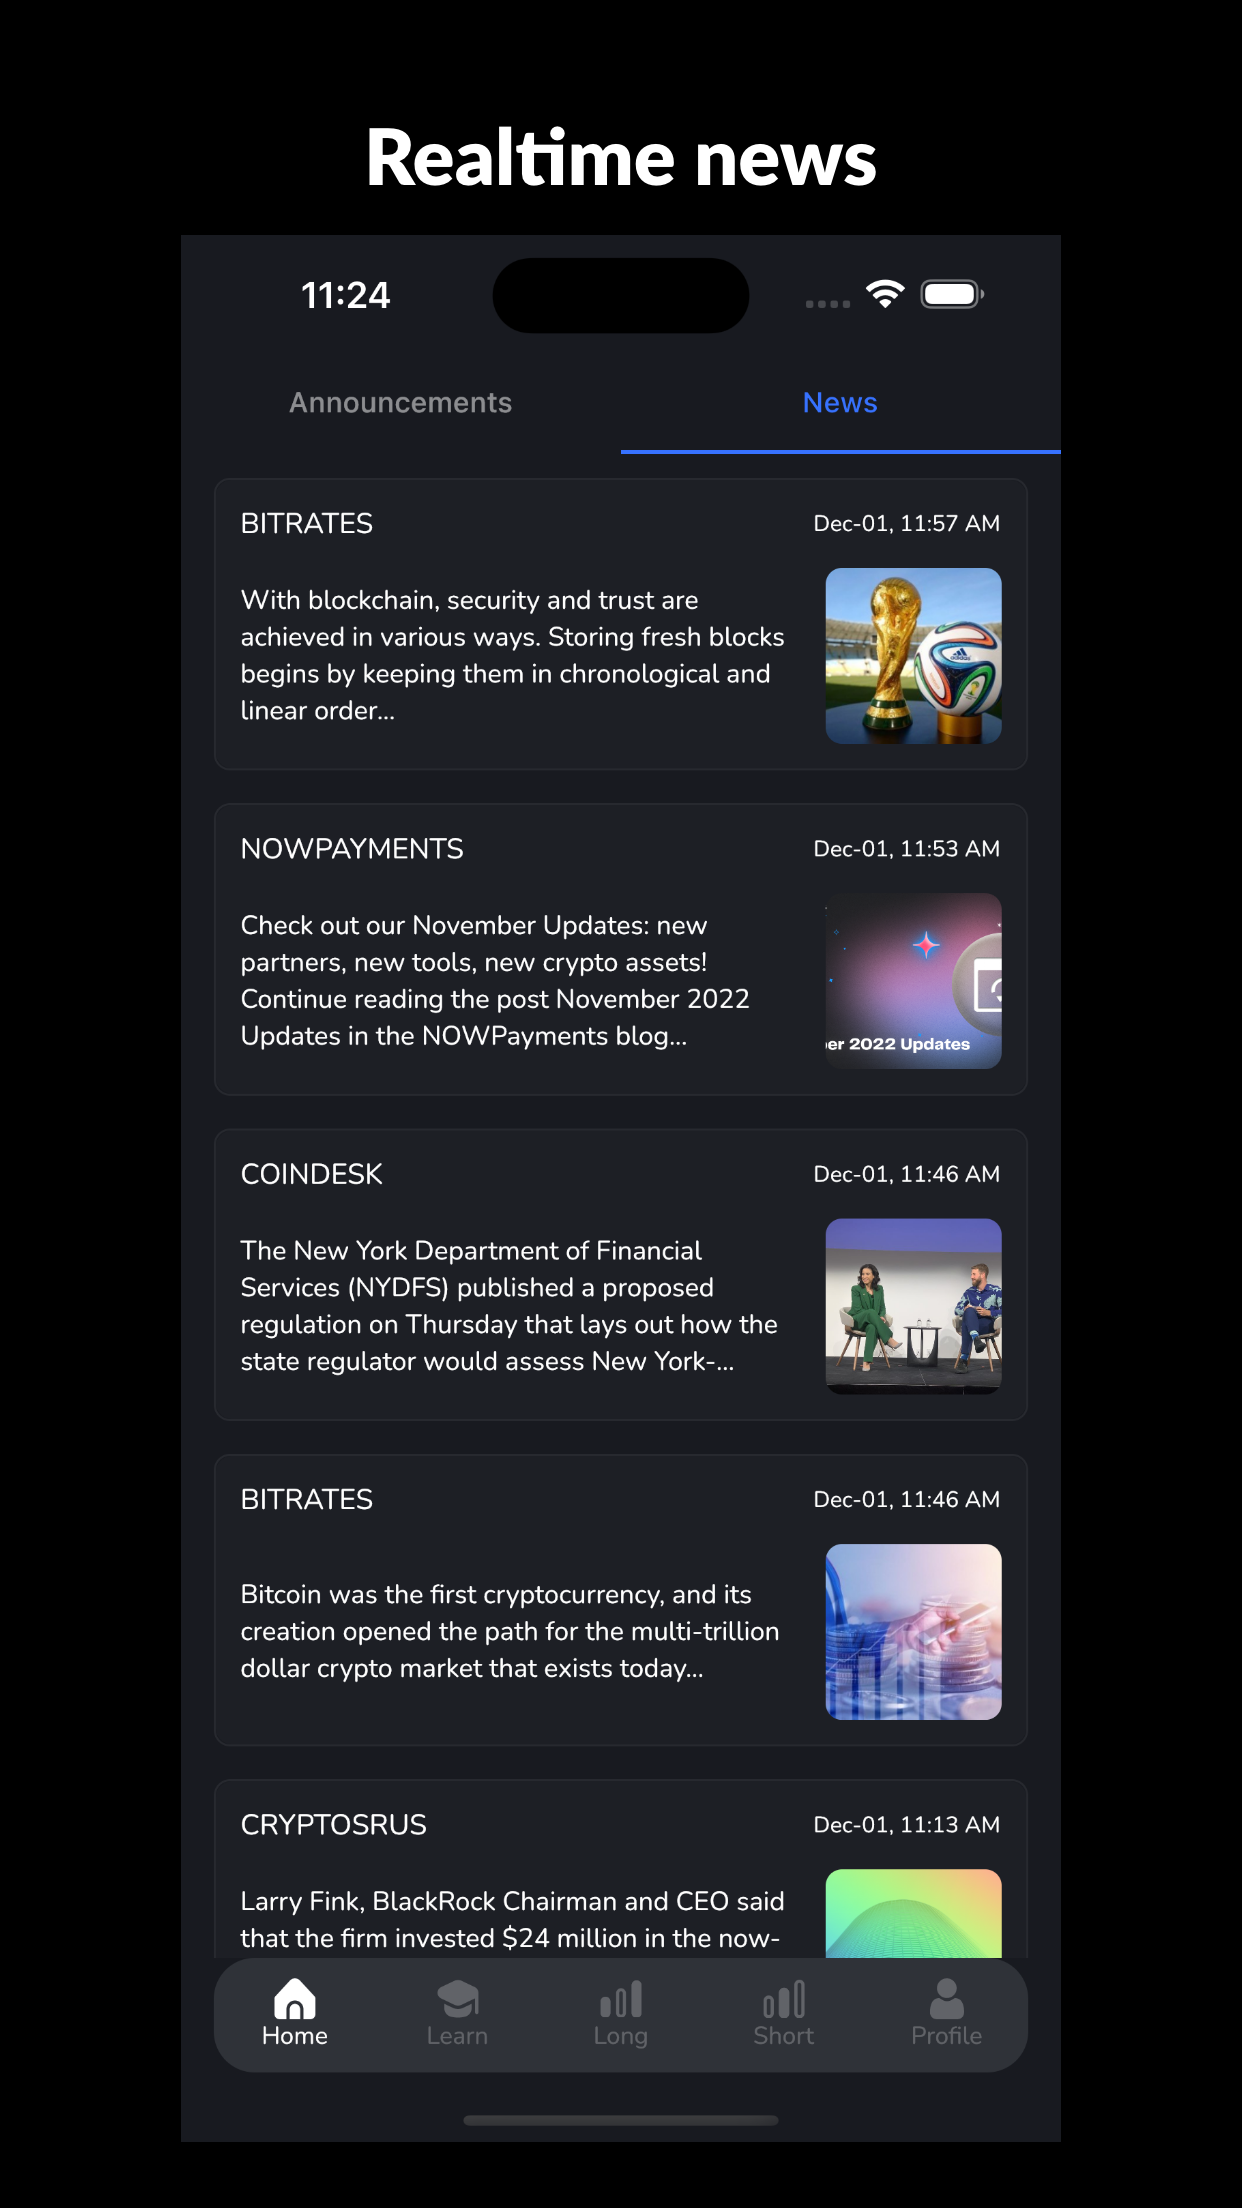 Realtime news
11:24
Announcements
News
BITRATES
Dec-01, 11:57 AM
With blockchain, security and trust are
achieved in various ways. Storing fresh blocks
begins by keeping them in chronological and
linear order...
adidas
NOWPAYMENTS
Dec-01, 11:53 AM
Check out our November Updates: new
partners, new tools, new crypto assets!
Continue reading the post November 2022
Updates in the NOWPayments blog...
er 2022 Updates
COINDESK
Dec-01, 11:46 AM
The New York Department of Financial
Services (NYDFS) published a proposed
regulation on Thursday that lays out how the
state regulator would assess New York-...
BITRATES
Dec-01, 11:46 AM
Bitcoin was the first cryptocurrency, and its
creation opened the path for the multi-trillion
dollar crypto market that exists today...
CRYPTOSRUS
Dec-01, 11:13 AM
Larry Fink, BlackRock Chairman and CEO said
that the firm invested $24 million in the now-
Home
Learn
Long
Short
Profile